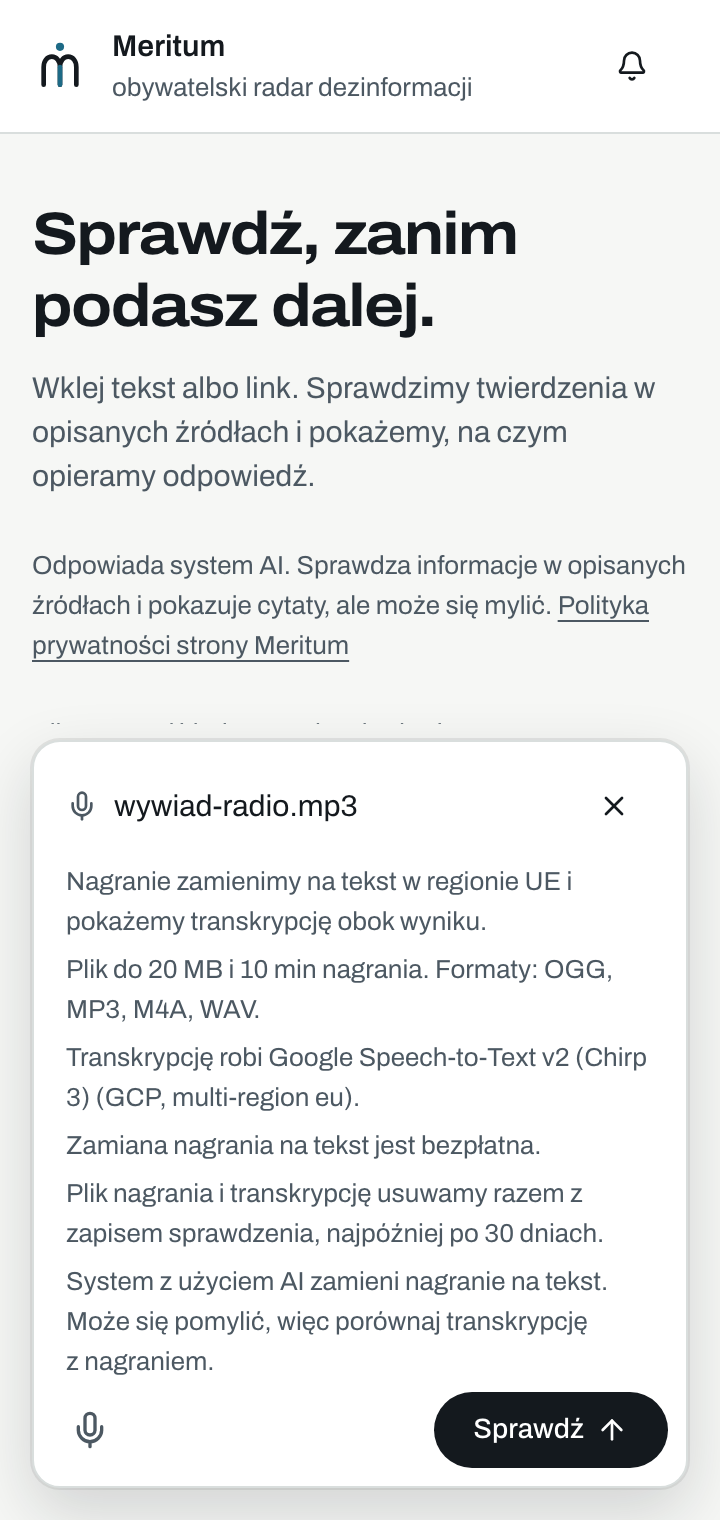 Meritum
obywatelski radar dezinformacji
Sprawdź, zanim
podasz dalej.
Wklej tekst albo link. Sprawdzimy twierdzenia w
opisanych źródłach i pokażemy, na czym
opieramy odpowiedź.
Odpowiada system AI. Sprawdza informacje w opisanych
źródłach i pokazuje cytaty, ale może się mylić. Polityka
prywatności strony Meritum
wywiad-radio.mp3
Nagranie zamienimy na tekst w regionie UE i
pokażemy transkrypcję obok wyniku.
Plik do 20 MB i 10 min nagrania. Formaty: OGG,
MP3, M4A, WAV.
Transkrypcję robi Google Speech-to-Text v2 (Chirp
3) (GCP, multi-region eu).
Zamiana nagrania na tekst jest bezpłatna.
Plik nagrania i transkrypcję usuwamy razem z
zapisem sprawdzenia, najpóźniej po 30 dniach.
System z użyciem AI zamieni nagranie na tekst.
Może się pomylić, więc porównaj transkrypcję
z nagraniem.
Sprawdź